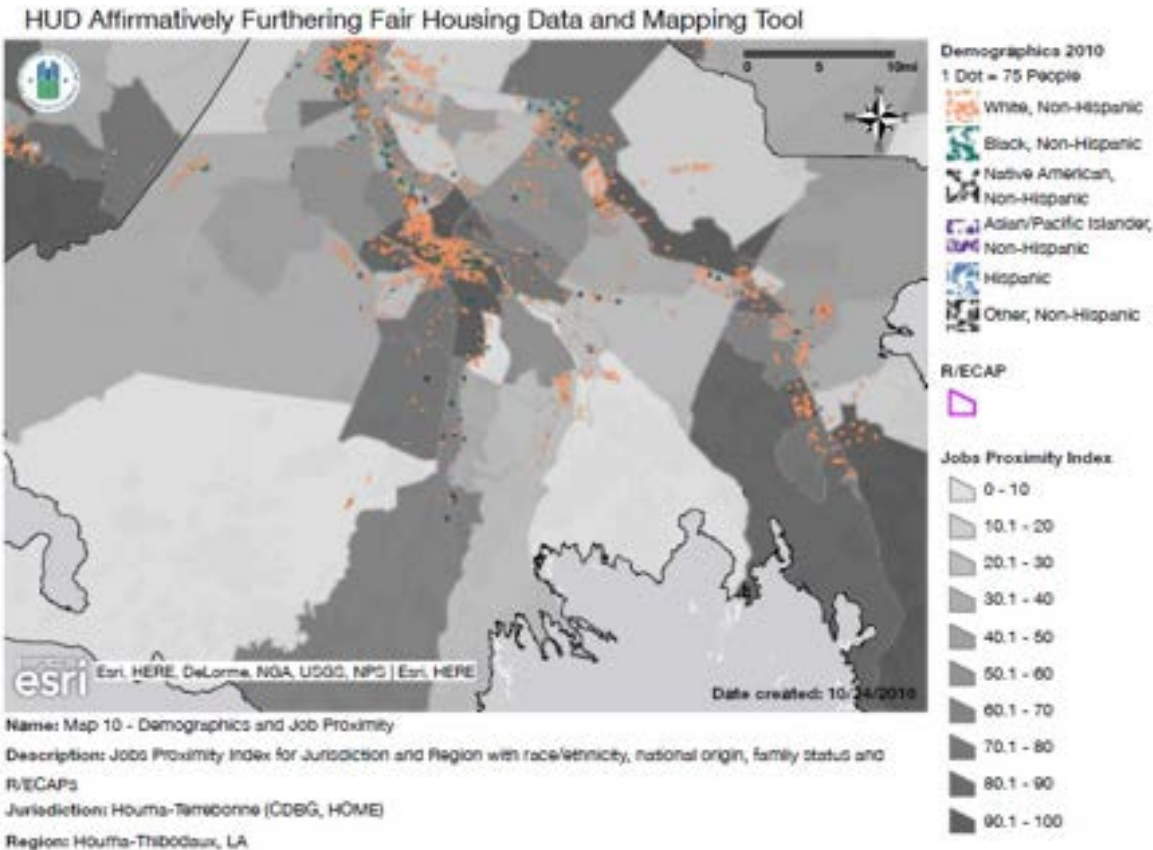 HUD Affirmatively Furthering Fair Housing Data and Mapping Tool
0 5 10mi
N
E
Demographics 2010
1 Dot = 75 People
White, Non-Hispanic
Black, Non-Hispanic
Native American,
Non-Hispanic
Asian/Pacific Islander,
Non-Hispanic
Hispanic
Other, Non-Hispanic
R/ECAP
Jobs Proximity Index
0 - 10
10.1 - 20
20.1 - 30
30.1 - 40
40.1 - 50
50.1 - 60
60.1 - 70
70.1 - 80
80.1 - 90
90.1 - 100
esri
Esri, HERE, DeLorme, NGA, USGS, NPS | Esri, HERE
Date created: 10/24/2016
Name: Map 10 - Demographics and Job Proximity
Description: Jobs Proximity Index for Jurisdiction and Region with race/ethnicity, national origin, family status and
R/ECAPs
Jurisdiction: Houma-Terrebonne (CDBG, HOME)
Region: Houma-Thibodaux, LA